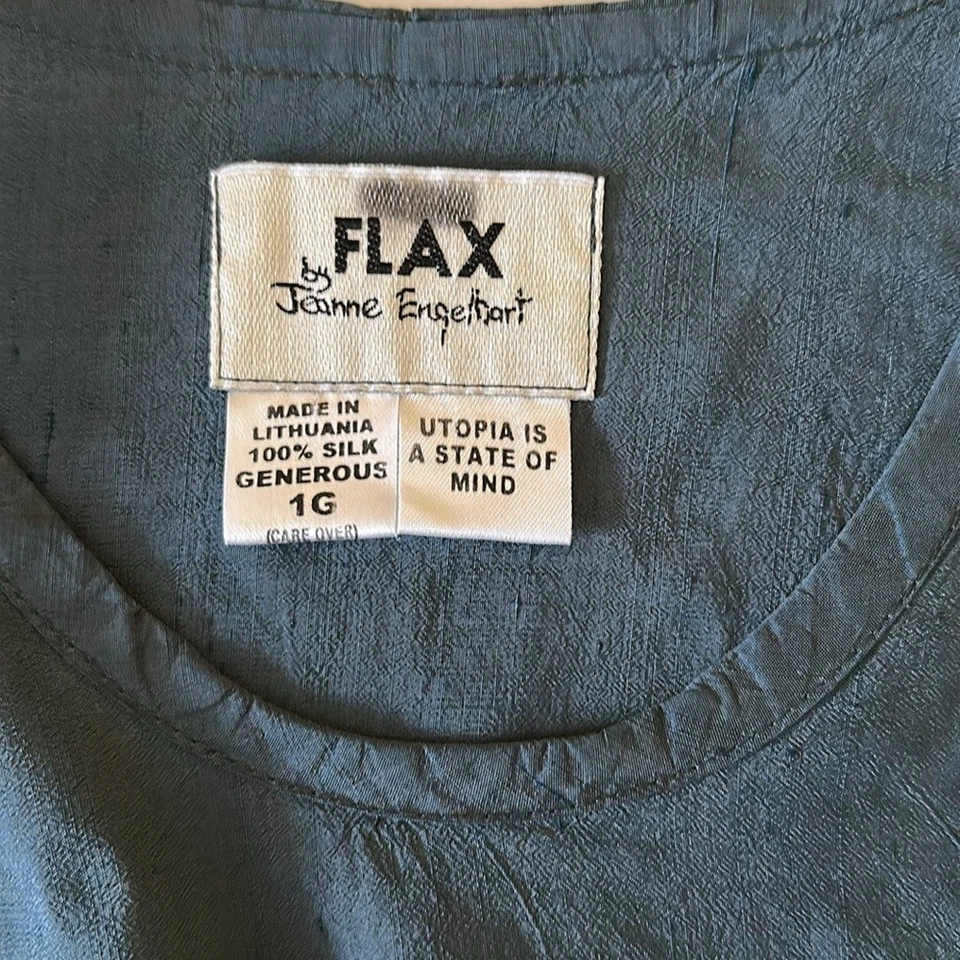 FLAX
by
Jeanne Engelhart
MADE IN
LITHUANIA
100% SILK
GENEROUS
1G
(CARE OVER)
UTOPIA IS
A STATE OF
MIND